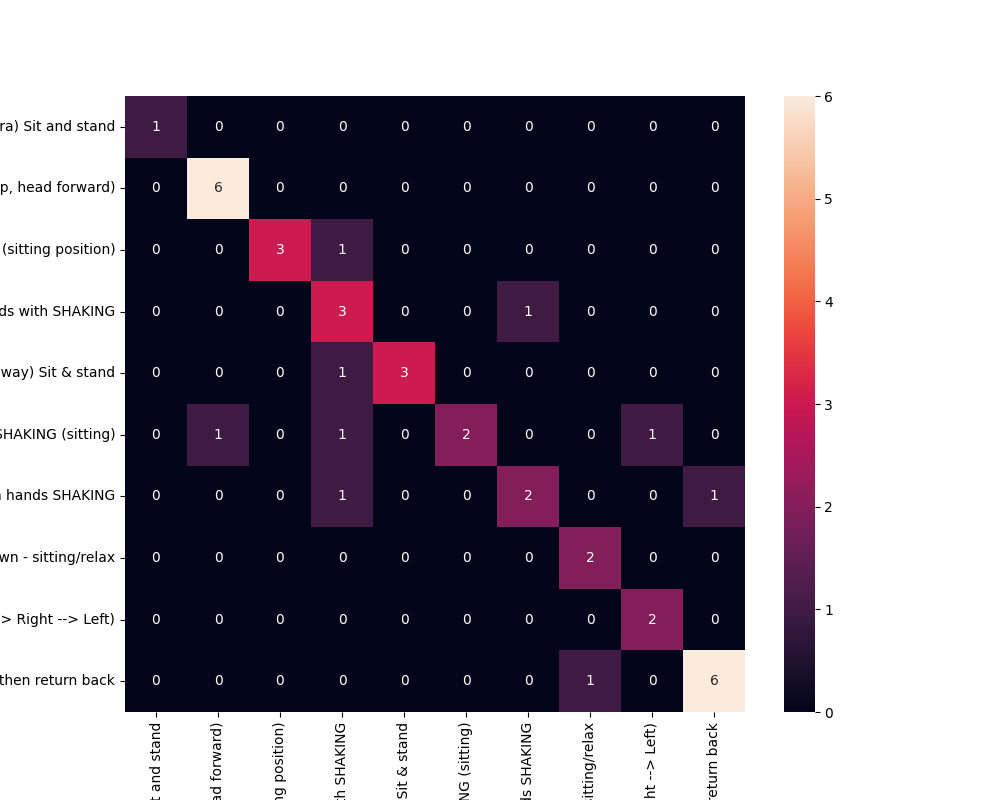 ra) Sit and stand 1 0 0 0 0 0 0 0 0 0
p, head forward) 0 6 0 0 0 0 0 0 0 0
(sitting position) 0 0 3 1 0 0 0 0 0 0
ds with SHAKING 0 0 0 3 0 0 1 0 0 0
way) Sit & stand 0 0 0 1 3 0 0 0 0 0
SHAKING (sitting) 0 1 0 1 0 2 0 0 1 0
hands SHAKING 0 0 0 1 0 0 2 0 0 1
wn - sitting/relax 0 0 0 0 0 0 0 2 0 0
> Right --> Left) 0 0 0 0 0 0 0 0 2 0
then return back 0 0 0 0 0 0 0 1 0 6
t and stand
ad forward)
ng position)
th SHAKING
Sit & stand
NG (sitting)
ds SHAKING
sitting/relax
ht --> Left)
return back
6
5
4
3
2
1
0